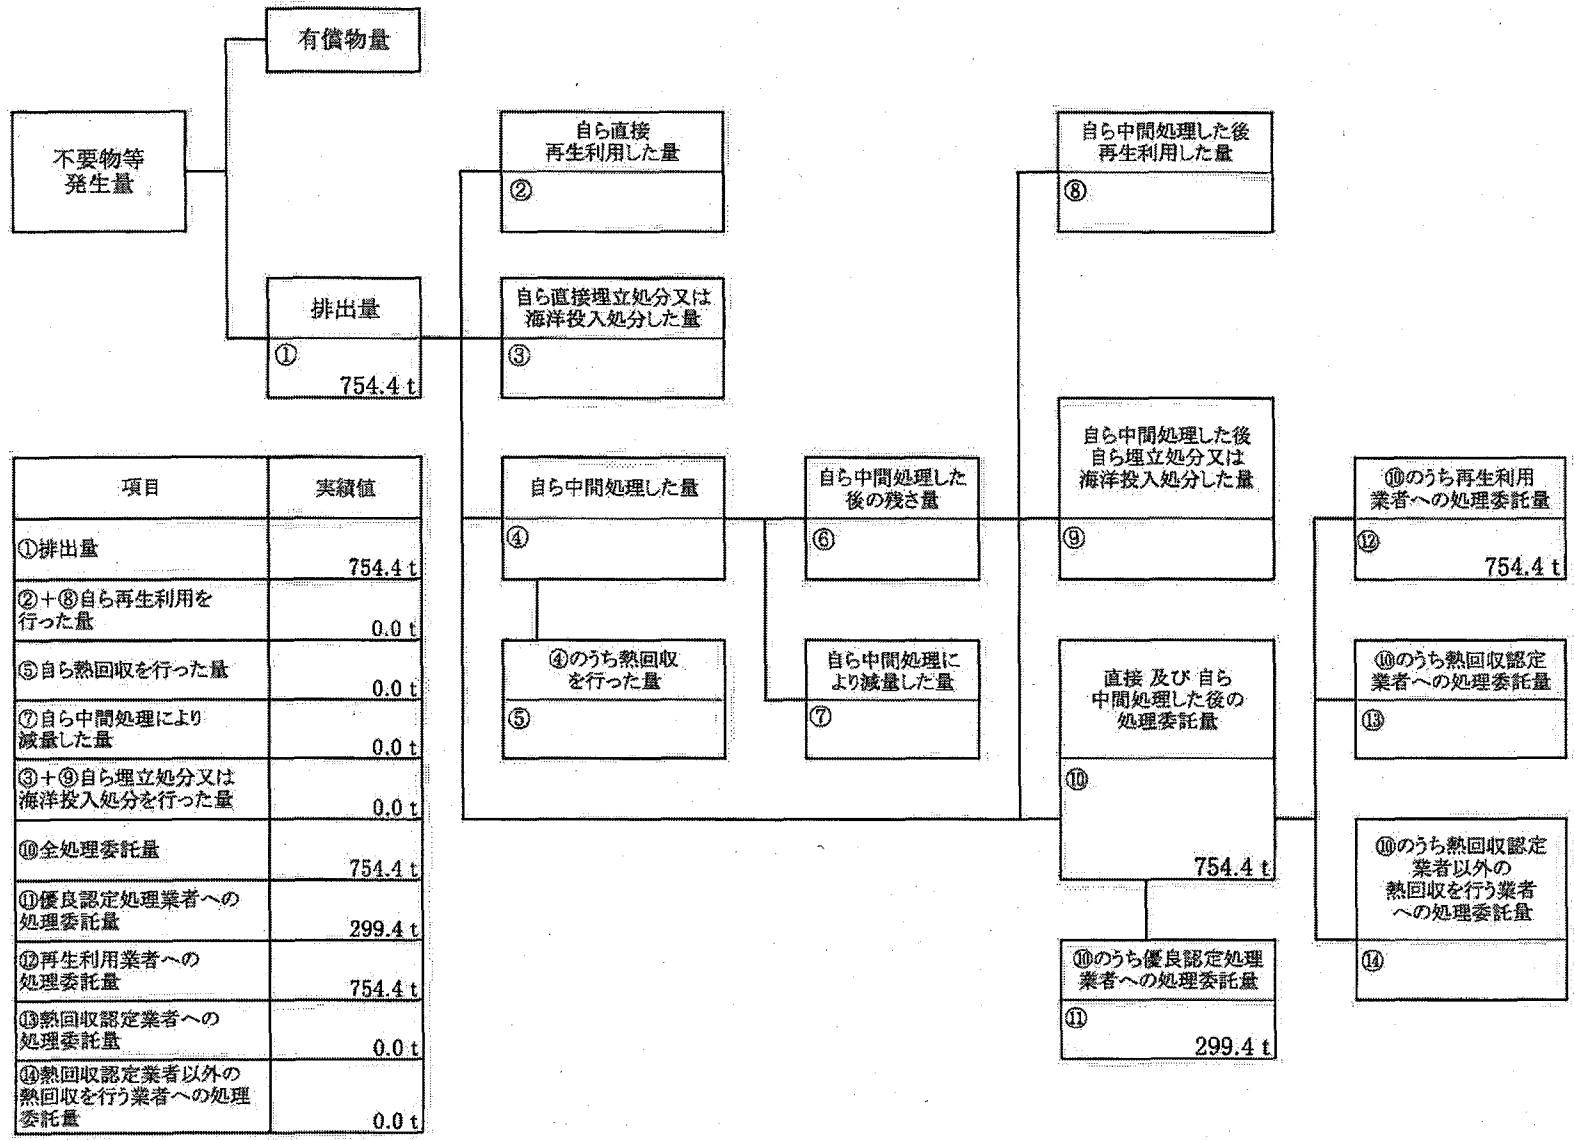 有償物量
不要物等
発生量
排出量
①
754.4 t
自ら直接
再生利用した量
②
自ら直接埋立処分又は
海洋投入処分した量
③
自ら中間処理した量
④
④のうち熱回収
を行った量
⑤
自ら中間処理した
後の残さ量
⑥
自ら中間処理に
より減量した量
⑦
自ら中間処理した後
再生利用した量
⑧
自ら中間処理した後
自ら埋立処分又は
海洋投入処分した量
⑨
直接 及び 自ら
中間処理した後の
処理委託量
⑩
754.4 t
⑩のうち優良認定処理
業者への処理委託量
⑪
299.4 t
⑩のうち再生利用
業者への処理委託量
⑫
754.4 t
⑩のうち熱回収認定
業者への処理委託量
⑬
⑩のうち熱回収認定
業者以外の
熱回収を行う業者
への処理委託量
⑭
項目 実績値
①排出量
754.4 t
②+⑧自ら再生利用を
行った量
0.0 t
⑤自ら熱回収を行った量
0.0 t
⑦自ら中間処理により
減量した量
0.0 t
③+⑨自ら埋立処分又は
海洋投入処分を行った量
0.0 t
⑩全処理委託量
754.4 t
⑪優良認定処理業者への
処理委託量
299.4 t
⑫再生利用業者への
処理委託量
754.4 t
⑬熱回収認定業者への
処理委託量
0.0 t
⑭熱回収認定業者以外の
熱回収を行う業者への処理
委託量
0.0 t